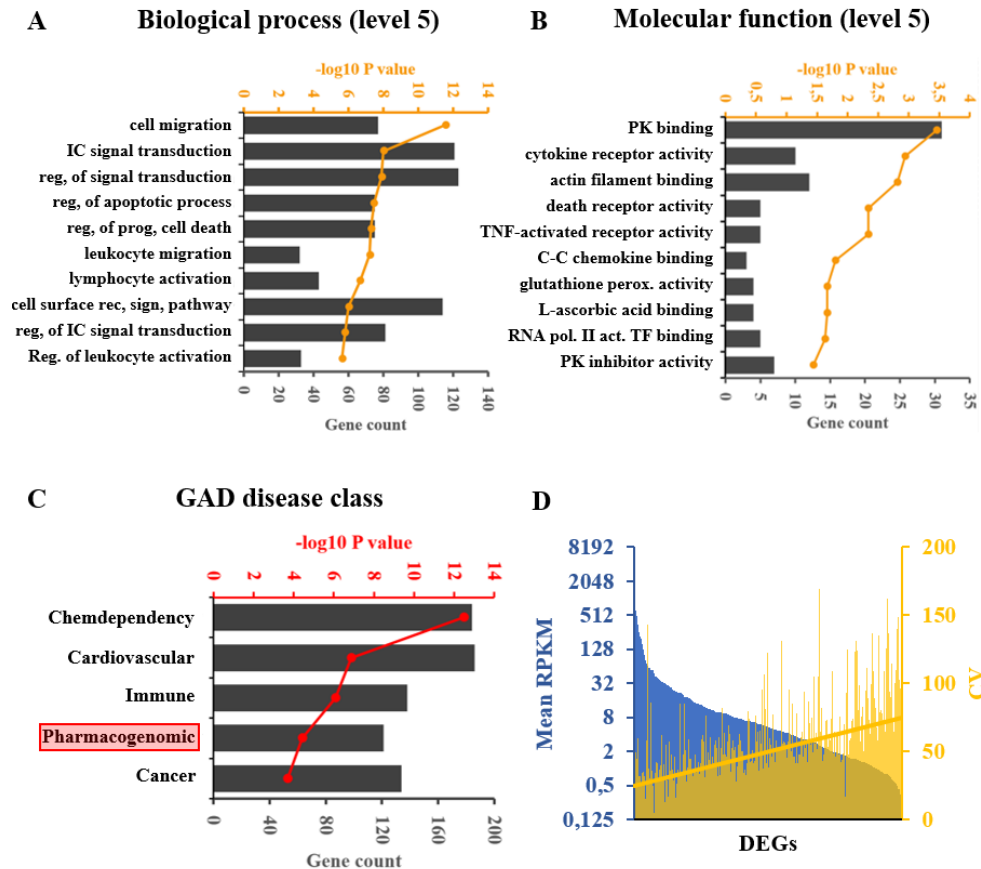 A Biological process (level 5)
-log10 P value
0 2 4 6 8 10 12 14
cell migration
IC signal transduction
reg, of signal transduction
reg, of apoptotic process
reg, of prog, cell death
leukocyte migration
lymphocyte activation
cell surface rec, sign, pathway
reg, of IC signal transduction
Reg. of leukocyte activation
0 20 40 60 80 100 120 140
Gene count
B Molecular function (level 5)
-log10 P value
0 0,5 1 1,5 2 2,5 3 3,5 4
PK binding
cytokine receptor activity
actin filament binding
death receptor activity
TNF-activated receptor activity
C-C chemokine binding
glutathione perox. activity
L-ascorbic acid binding
RNA pol. II act. TF binding
PK inhibitor activity
0 5 10 15 20 25 30 35
Gene count
C GAD disease class
-log10 P value
0 2 4 6 8 10 12 14
Chemdependency
Cardiovascular
Immune
Pharmacogenomic
Cancer
0 40 80 120 160 200
Gene count
D
Mean RPKM
8192
2048
512
128
32
8
2
0,5
0,125
200
150
100
50
0
CV
DEGs